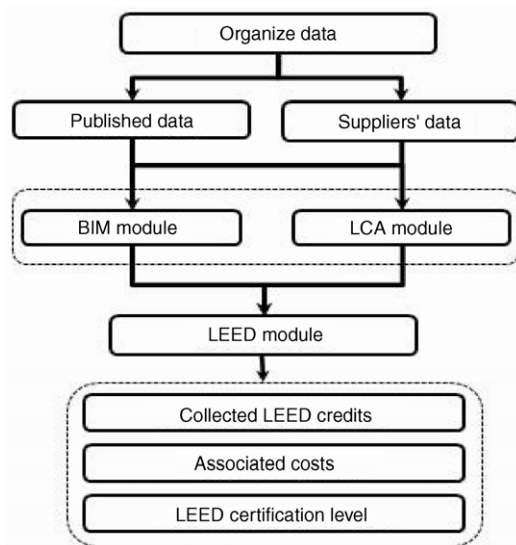 Organize data
Published data
Suppliers' data
BIM module
LCA module
LEED module
Collected LEED credits
Associated costs
LEED certification level